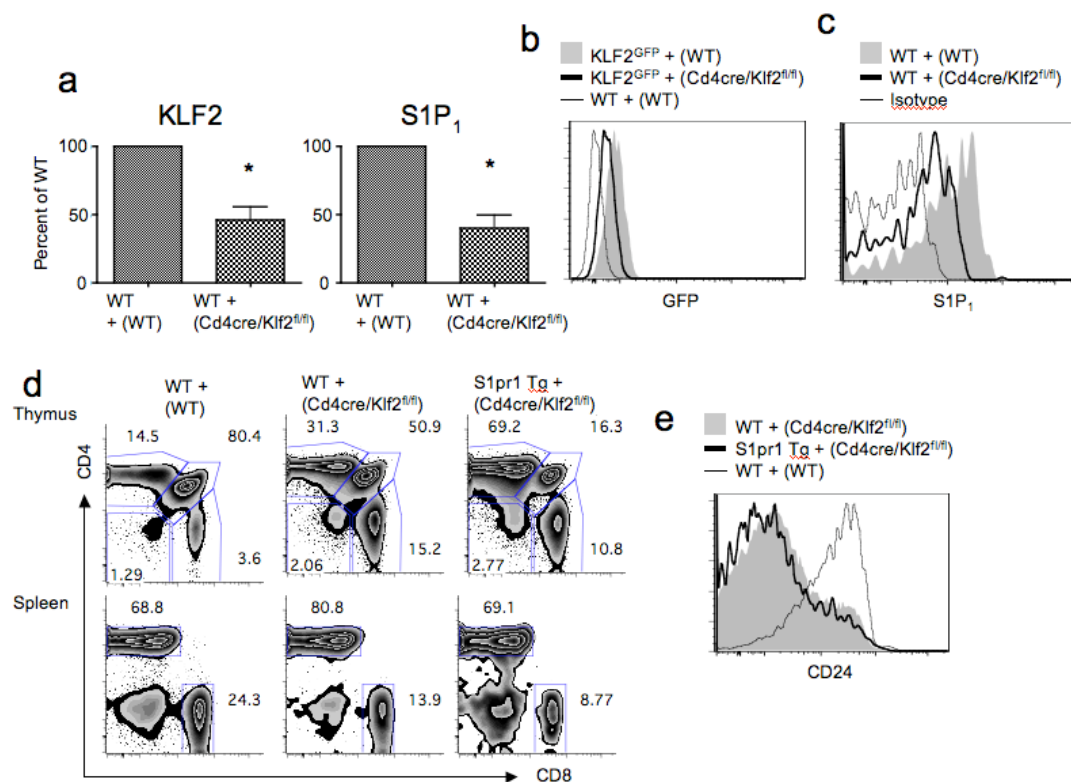 a
KLF2
S1P1
Percent of WT
100
50
0
WT
+ (WT)
WT +
(Cd4cre/Klf2fl/fl)
100
50
0
WT
+ (WT)
WT +
(Cd4cre/Klf2fl/fl)
b
KLF2GFP + (WT)
KLF2GFP + (Cd4cre/Klf2fl/fl)
WT + (WT)
GFP
c
WT + (WT)
WT + (Cd4cre/Klf2fl/fl)
Isotype
S1P1
d
WT +
(WT)
WT +
(Cd4cre/Klf2fl/fl)
S1pr1 Tg +
(Cd4cre/Klf2fl/fl)
Thymus
CD4
14.5 80.4
1.29 3.6
31.3 50.9
2.06 15.2
69.2 16.3
2.77 10.8
Spleen
68.8
24.3
80.8
13.9
69.1
8.77
CD8
e
WT + (Cd4cre/Klf2fl/fl)
S1pr1 Tg + (Cd4cre/Klf2fl/fl)
WT + (WT)
CD24